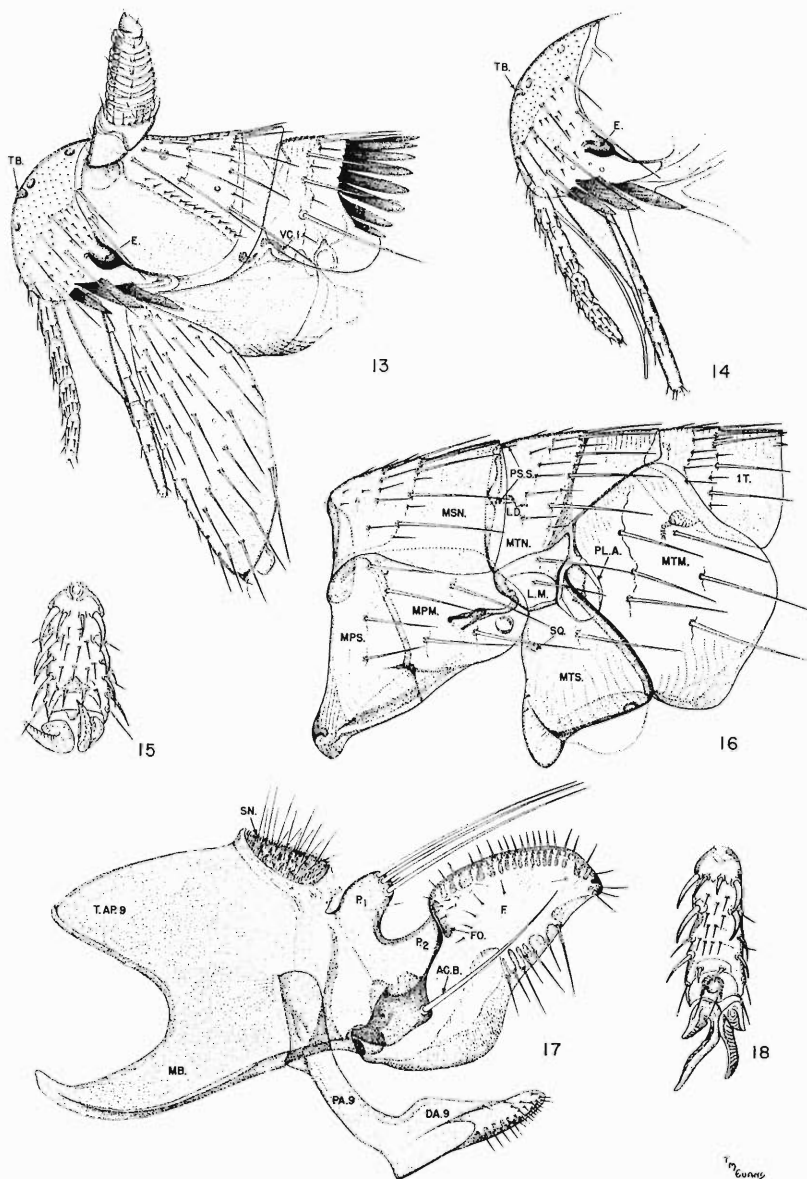 TB.
E.
VC.I.
13
TB.
E.
14
15
PS.S.
MSN.
L.D.
MTN.
1T.
PL.A.
MTM.
L.M.
MPM.
MPS.
SQ.
MTS.
16
SN.
T.AP.9
P.1
P.2
F.
FO.
AC.B.
MB.
PA.9
DA.9
17
18